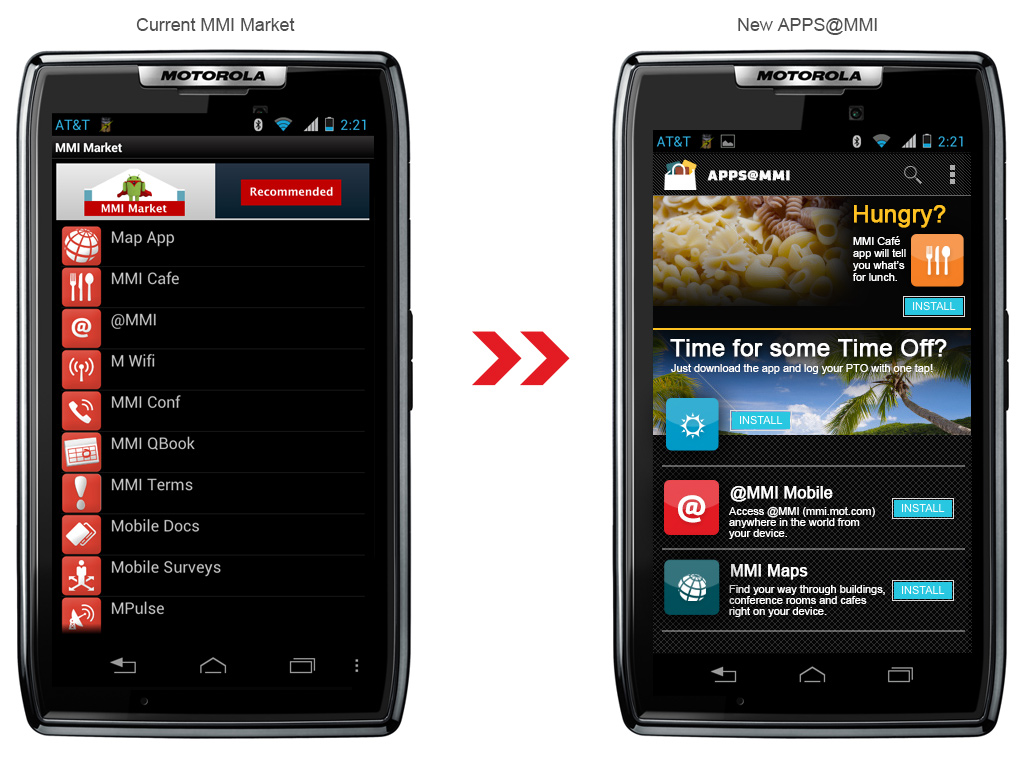 Current MMI Market
New APPS@MMI
MOTOROLA
AT&T
2:21
MMI Market
MMI Market
Recommended
Map App
MMI Cafe
@MMI
M Wifi
MMI Conf
MMI QBook
MMI Terms
Mobile Docs
Mobile Surveys
MPulse
MOTOROLA
AT&T
2:21
APPS@MMI
Hungry?
MMI Café
app will tell
you what's
for lunch.
INSTALL
Time for some Time Off?
Just download the app and log your PTO with one tap!
INSTALL
@MMI Mobile
Access @MMI (mmi.mot.com)
anywhere in the world from
your device.
INSTALL
MMI Maps
Find your way through buildings,
conference rooms and cafes
right on your device.
INSTALL